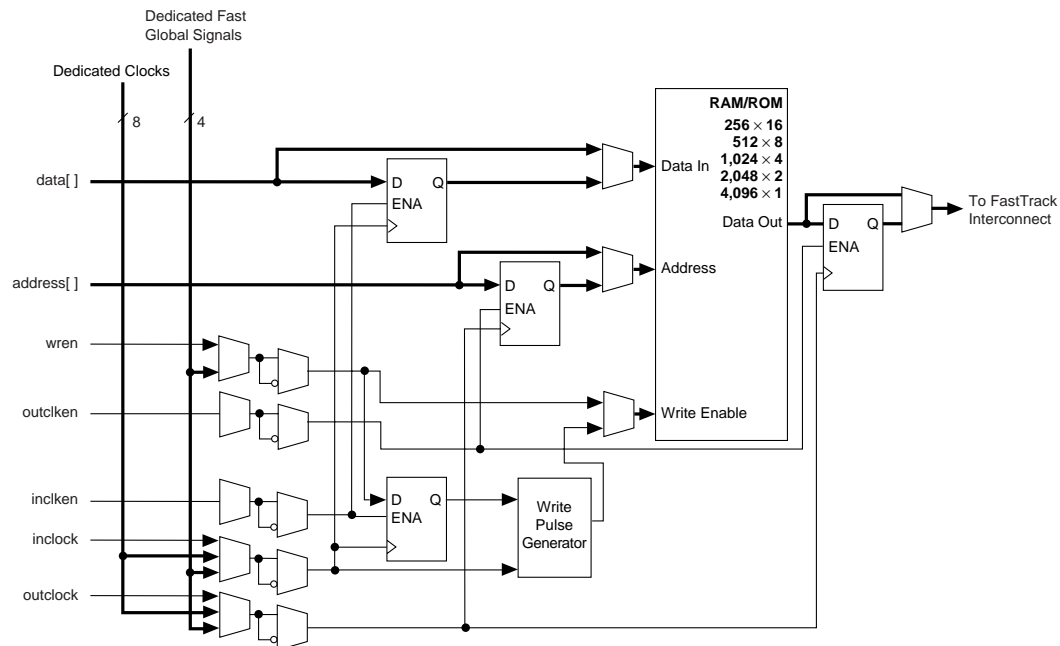 Dedicated Fast
Global Signals
Dedicated Clocks
8
4
RAM/ROM
256 × 16
512 × 8
1,024 × 4
2,048 × 2
4,096 × 1
data[ ]
D
Q
ENA
Data In
Data Out
D
Q
ENA
To FastTrack
Interconnect
address[ ]
D
Q
ENA
Address
wren
outclken
Write Enable
inclken
D
Q
ENA
Write
Pulse
Generator
inclock
outclock